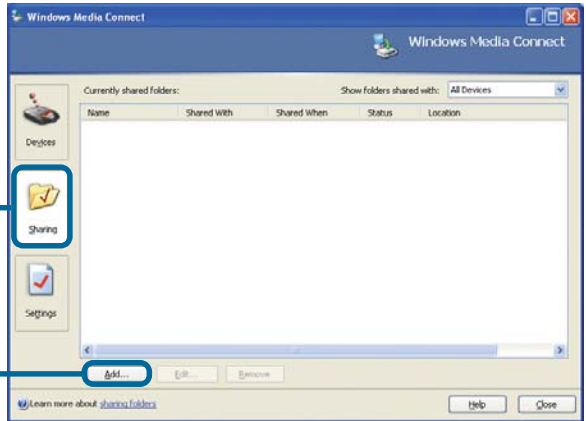 Windows Media Connect
Windows Media Connect
Currently shared folders:
Show folders shared with: All Devices
Name Shared With Shared When Status Location
Devices
Sharing
Settings
Add... Edit... Remove
Learn more about sharing folders
Help Close